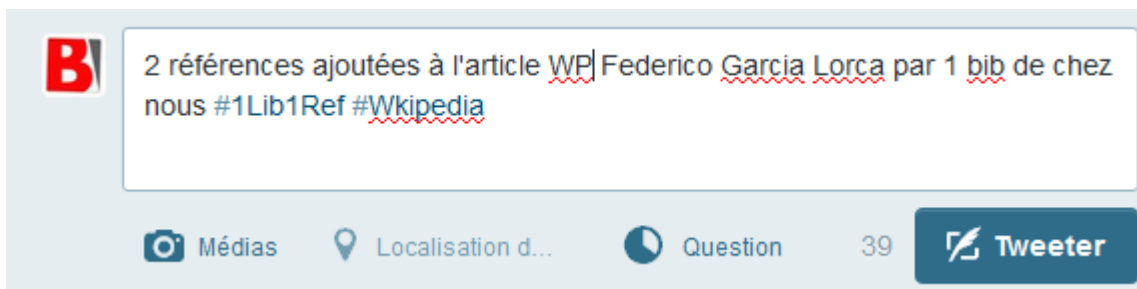 B
2 références ajoutées à l'article WP Federico Garcia Lorca par 1 bib de chez
nous #1Lib1Ref #Wkipedia
Médias Localisation d... Question 39 Tweeter